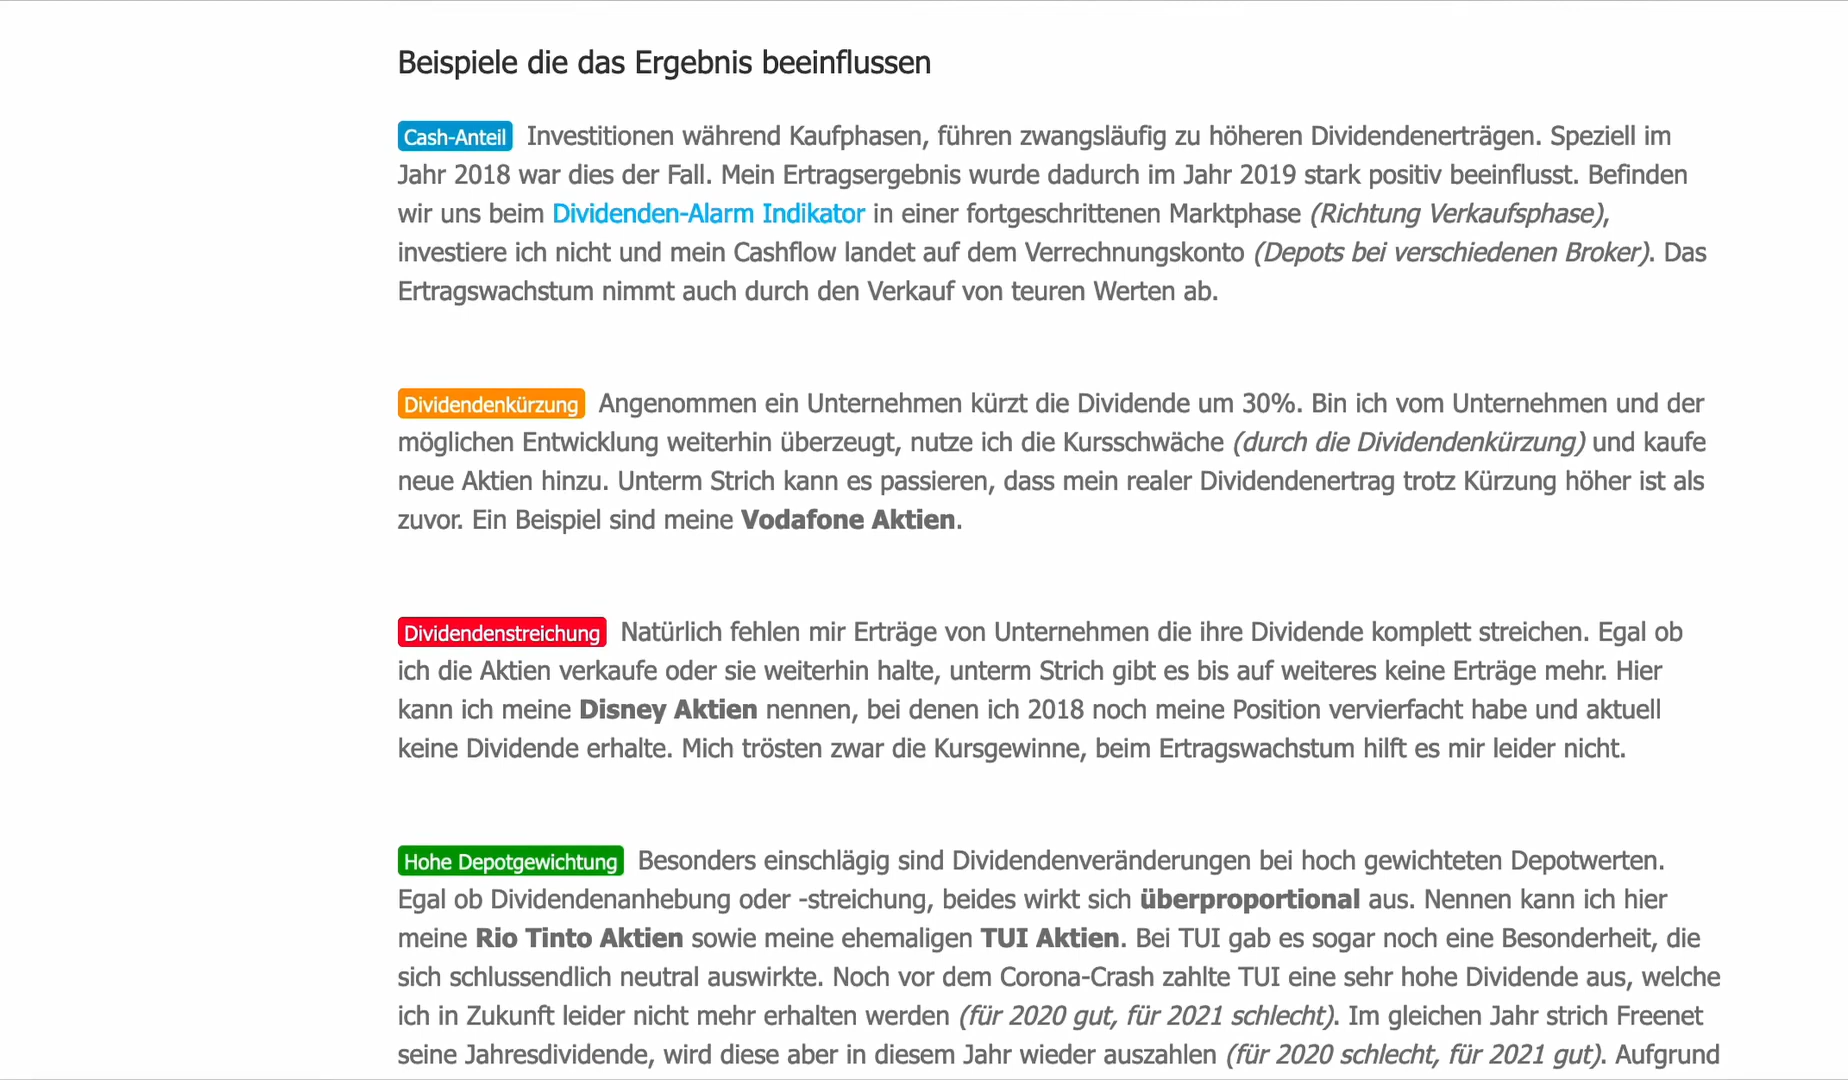 Beispiele die das Ergebnis beeinflussen
Cash-Anteil Investitionen während Kaufphasen, führen zwangsläufig zu höheren Dividendenerträgen. Speziell im
Jahr 2018 war dies der Fall. Mein Ertragsergebnis wurde dadurch im Jahr 2019 stark positiv beeinflusst. Befinden
wir uns beim Dividenden-Alarm Indikator in einer fortgeschrittenen Marktphase (Richtung Verkaufsphase),
investiere ich nicht und mein Cashflow landet auf dem Verrechnungskonto (Depots bei verschiedenen Broker). Das
Ertragswachstum nimmt auch durch den Verkauf von teuren Werten ab.
Dividendenkürzung Angenommen ein Unternehmen kürzt die Dividende um 30%. Bin ich vom Unternehmen und der
möglichen Entwicklung weiterhin überzeugt, nutze ich die Kursschwäche (durch die Dividendenkürzung) und kaufe
neue Aktien hinzu. Unterm Strich kann es passieren, dass mein realer Dividendenertrag trotz Kürzung höher ist als
zuvor. Ein Beispiel sind meine Vodafone Aktien.
Dividendenstreichung Natürlich fehlen mir Erträge von Unternehmen die ihre Dividende komplett streichen. Egal ob
ich die Aktien verkaufe oder sie weiterhin halte, unterm Strich gibt es bis auf weiteres keine Erträge mehr. Hier
kann ich meine Disney Aktien nennen, bei denen ich 2018 noch meine Position vervierfacht habe und aktuell
keine Dividende erhalte. Mich trösten zwar die Kursgewinne, beim Ertragswachstum hilft es mir leider nicht.
Hohe Depotgewichtung Besonders einschlägig sind Dividendenveränderungen bei hoch gewichteten Depotwerten.
Egal ob Dividendenanhebung oder -streichung, beides wirkt sich überproportional aus. Nennen kann ich hier
meine Rio Tinto Aktien sowie meine ehemaligen TUI Aktien. Bei TUI gab es sogar noch eine Besonderheit, die
sich schlussendlich neutral auswirkte. Noch vor dem Corona-Crash zahlte TUI eine sehr hohe Dividende aus, welche
ich in Zukunft leider nicht mehr erhalten werden (für 2020 gut, für 2021 schlecht). Im gleichen Jahr strich Freenet
seine Jahresdividende, wird diese aber in diesem Jahr wieder auszahlen (für 2020 schlecht, für 2021 gut). Aufgrund